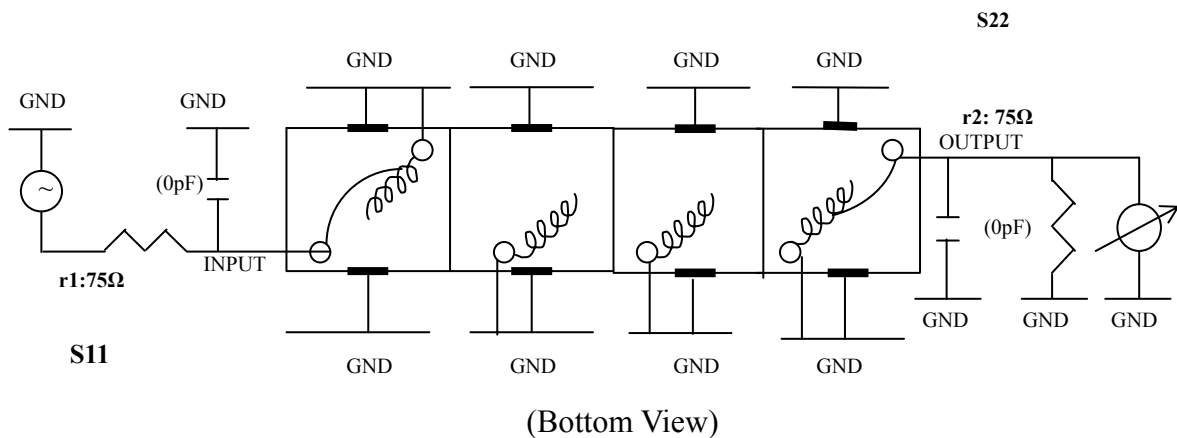 S22
GND
GND
GND
GND
GND
GND
r2: 75Ω
OUTPUT
~
(0pF)
(0pF)
INPUT
r1:75Ω
GND
GND
GND
S11
GND
GND
GND
GND
(Bottom View)